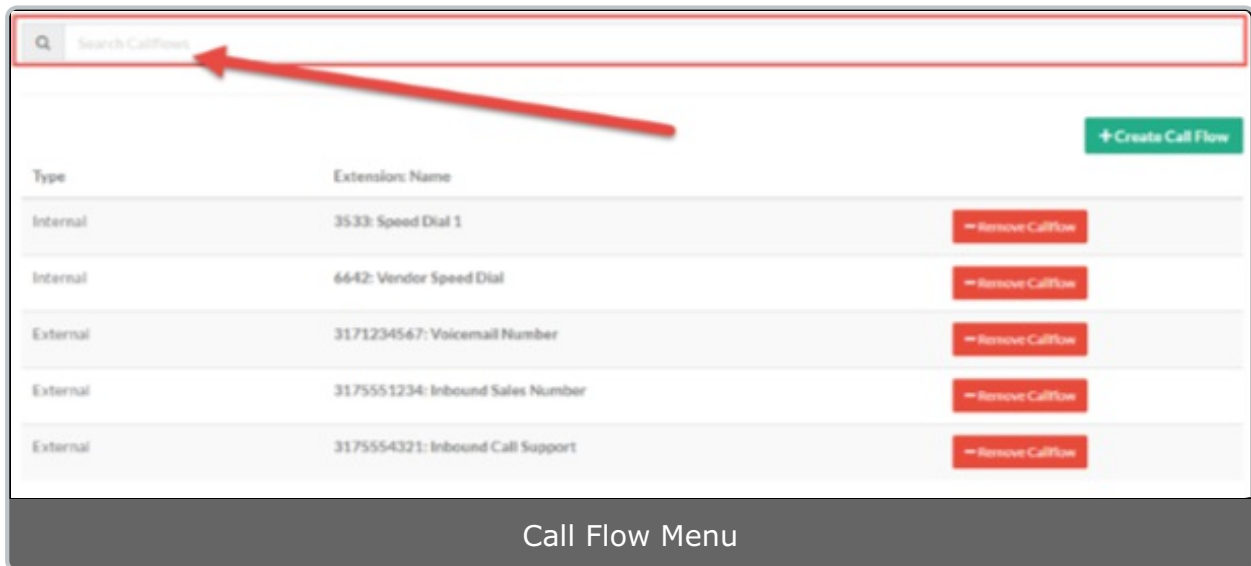 Search Callflows
+ Create Call Flow
Type Extension: Name
Internal 3533: Speed Dial 1 − Remove Callflow
Internal 6642: Vendor Speed Dial − Remove Callflow
External 3171234567: Voicemail Number − Remove Callflow
External 3175551234: Inbound Sales Number − Remove Callflow
External 3175554321: Inbound Call Support − Remove Callflow
Call Flow Menu